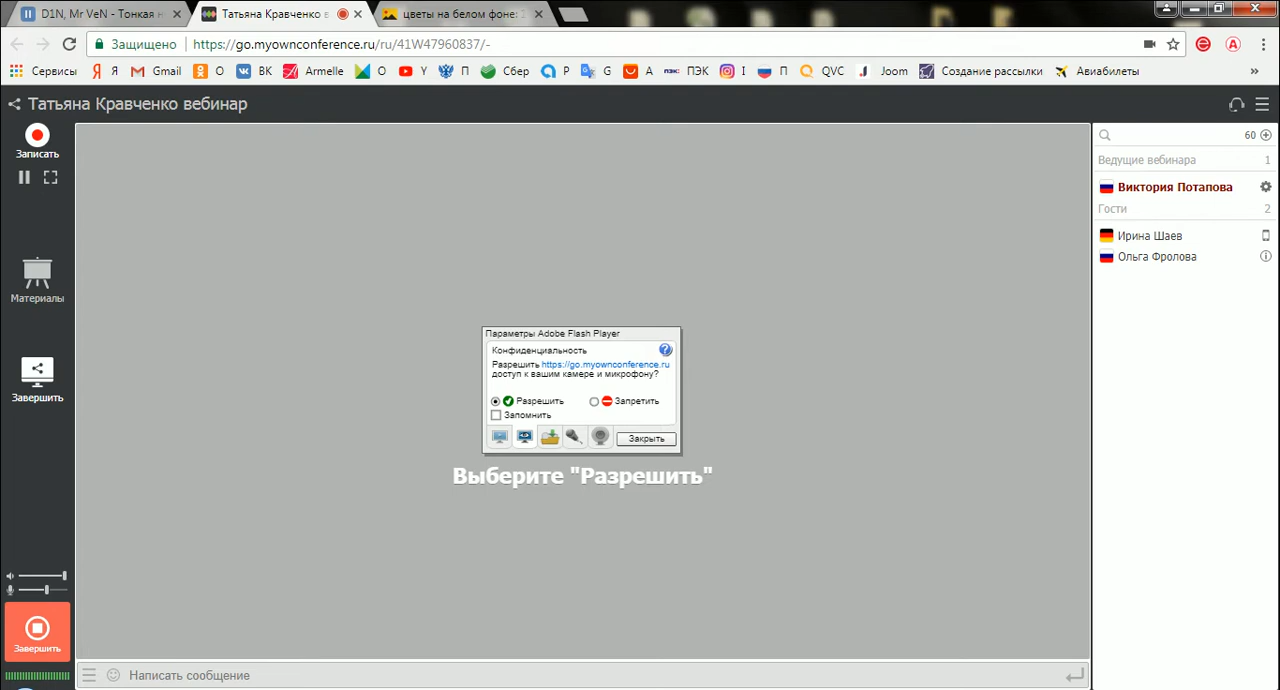 D1N, Mr VeN - Тонкая н
Татьяна Кравченко в
цветы на белом фоне: 2
Защищено
https://go.myownconference.ru/ru/41W47960837/-
Сервисы Я Gmail О ВК Armelle О Y П Сбер Р G А ПЭК I П QVC Joom Создание рассылки Авиабилеты »
Татьяна Кравченко вебинар
Записать
Материалы
Завершить
Завершить
Параметры Adobe Flash Player
Конфиденциальность
Разрешить https://go.myownconference.ru
доступ к вашим камере и микрофону?
Разрешить Запретить
Запомнить
Закрыть
Выберите "Разрешить"
Написать сообщение
60
Ведущие вебинара 1
Виктория Потапова
Гости 2
Ирина Шаев
Ольга Фролова